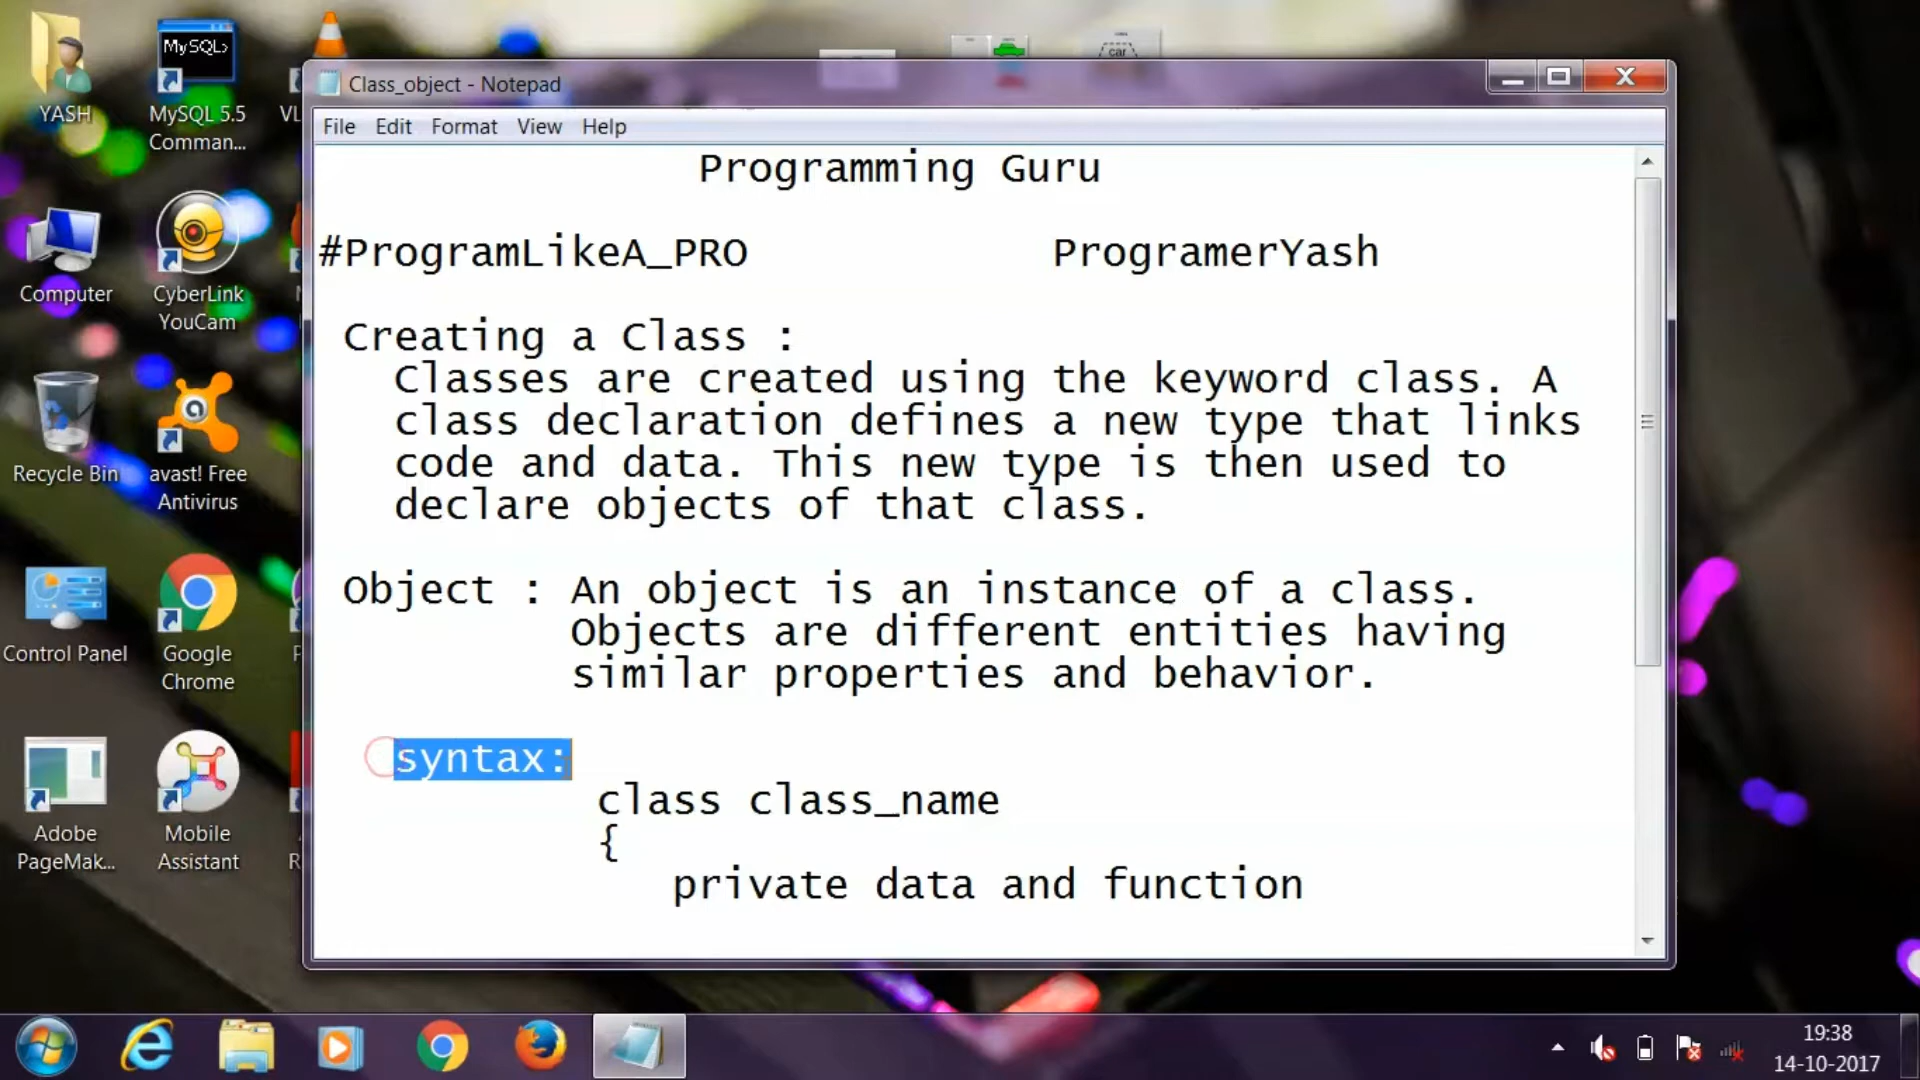 YASH
MySQL>
MySQL 5.5
Comman...
VL
Computer
CyberLink
YouCam
Recycle Bin
avast! Free
Antivirus
Control Panel
Google
Chrome
Adobe
PageMak...
Mobile
Assistant
car
Class_object - Notepad
File Edit Format View Help
Programming Guru
#ProgramLikeA_PRO ProgramerYash
Creating a Class :
Classes are created using the keyword class. A
class declaration defines a new type that links
code and data. This new type is then used to
declare objects of that class.
Object : An object is an instance of a class.
Objects are different entities having
similar properties and behavior.
syntax:
class class_name
{
private data and function
19:38
14-10-2017